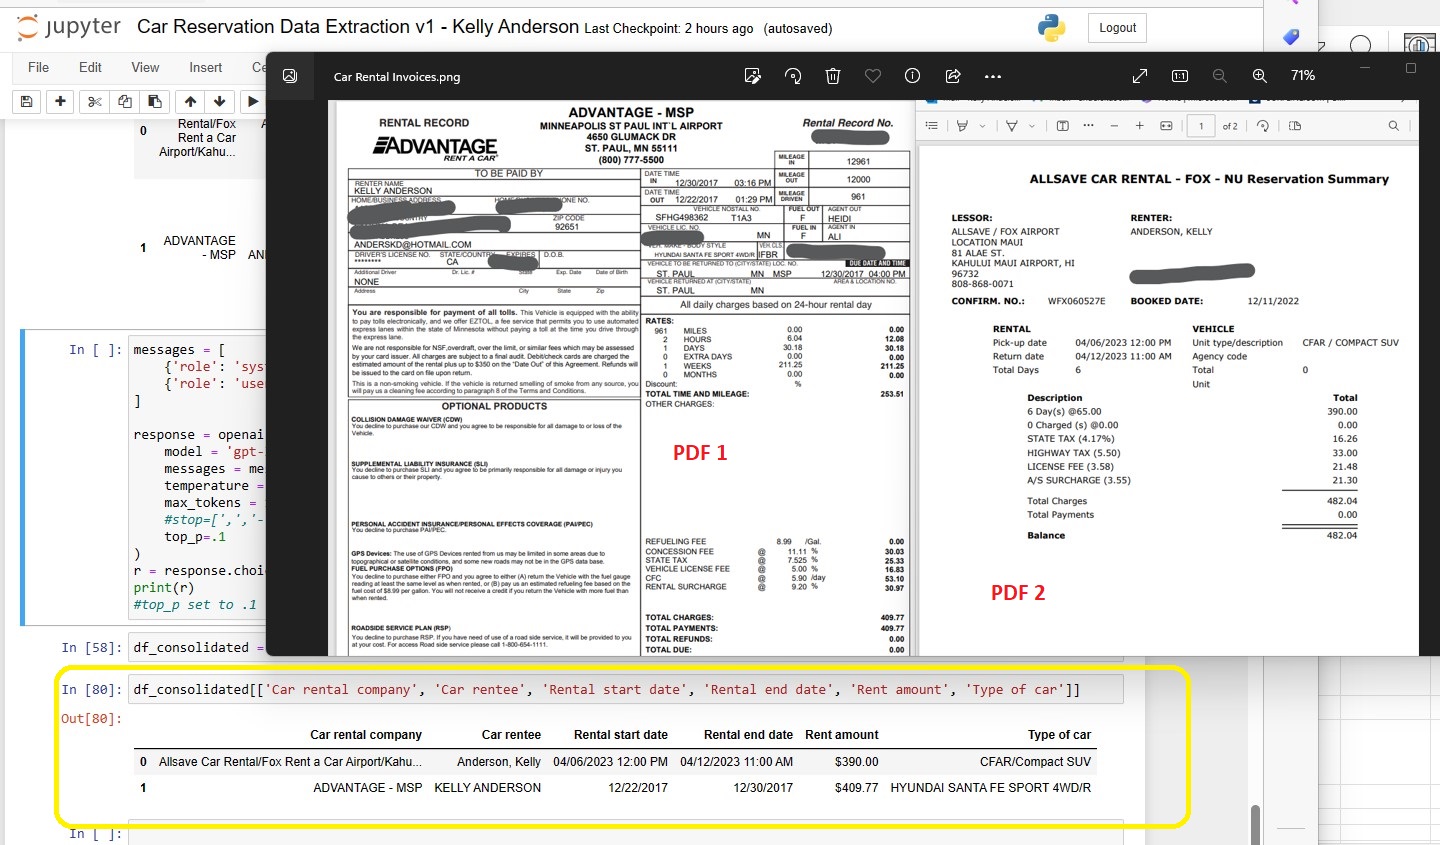 jupyter Car Reservation Data Extraction v1 - Kelly Anderson Last Checkpoint: 2 hours ago (autosaved)
Logout
File Edit View Insert Ce
Car Rental Invoices.png
71%
0 Rental/Fox
Rent a Car
Airport/Kahu...
1 ADVANTAGE
- MSP
In [ ]: messages = [
{'role': 'sys
{'role': 'use
]
response = openai
model = 'gpt-
messages = me
temperature =
max_tokens =
#stop=[',','-
top_p=.1
)
r = response.choi
print(r)
#top_p set to .1
In [58]: df_consolidated =
In [80]: df_consolidated[['Car rental company', 'Car rentee', 'Rental start date', 'Rental end date', 'Rent amount', 'Type of car']]
Out[80]:
Car rental company Car rentee Rental start date Rental end date Rent amount Type of car
0 Allsave Car Rental/Fox Rent a Car Airport/Kahu... Anderson, Kelly 04/06/2023 12:00 PM 04/12/2023 11:00 AM $390.00 CFAR/Compact SUV
1 ADVANTAGE - MSP KELLY ANDERSON 12/22/2017 12/30/2017 $409.77 HYUNDAI SANTA FE SPORT 4WD/R
In [ ]:
RENTAL RECORD
ADVANTAGE
RENT A CAR
ADVANTAGE - MSP
MINNEAPOLIS ST PAUL INT'L AIRPORT
4650 GLUMACK DR
ST. PAUL, MN 55111
(800) 777-5500
Rental Record No.
TO BE PAID BY
RENTER NAME
KELLY ANDERSON
HOME/BUSINESS ADDRESS
ZIP CODE
92651
ANDERSKD@HOTMAIL.COM
DRIVER'S LICENSE NO. STATE/COUNTRY EXPIRES D.O.B.
******** CA
Additional Driver Dr. Lic. # State Exp. Date Date of Birth
NONE
Address City State Zip
You are responsible for payment of all tolls. This Vehicle is equipped with the ability
to pay tolls electronically, and we offer EZTOL, a fee service that permits you to use automated
express lanes within the state of Minnesota without paying a toll at the time you drive through
the express lane.
We are not responsible for NSF,overdraft, over the limit, or similar fees which may be assessed
by your card issuer. All charges are subject to a final audit. Debit/check cards are charged the
estimated amount of the rental plus up to $350 on the "Date Out" of this Agreement. Refunds will
be issued to the card on file upon return.
This is a non-smoking vehicle. If the vehicle is returned smelling of smoke from any source, you
will pay us a cleaning fee according to paragraph 8 of the Terms and Conditions.
OPTIONAL PRODUCTS
COLLISION DAMAGE WAIVER (CDW)
You decline to purchase our CDW and you agree to be responsible for all damage to or loss of the
Vehicle.
SUPPLEMENTAL LIABILITY INSURANCE (SLI)
You decline to purchase SLI and you agree to be primarily responsible for all damage or injury you
cause to others or their property.
PERSONAL ACCIDENT INSURANCE/PERSONAL EFFECTS COVERAGE (PAI/PEC)
You decline to purchase PAI/PEC.
GPS Devices: The use of GPS Devices rented from us may be limited in some areas due to
topographical or satellite conditions, and some new roads may not be in the GPS data base.
FUEL PURCHASE OPTIONS (FPO)
You decline to purchase either FPO and you agree to either (A) return the Vehicle with the fuel gauge
reading at least the same level as when rented. or (B) pay us an estimated refueling fee based on the
fuel cost of $8.99 per gallon. You will not receive a credit if you return the Vehicle with more fuel than
when rented.
ROADSIDE SERVICE PLAN (RSP)
You decline to purchase RSP. If you have need of use of a road side service, it will be provided to you
at your cost. For access Road side service please call 1-800-654-1111.
MILEAGE IN 12961
DATE TIME IN 12/30/2017 03:16 PM MILEAGE OUT 12000
DATE TIME OUT 12/22/2017 01:29 PM MILEAGE DRIVEN 961
VEHICLE NOSTALL NO. FUEL OUT AGENT OUT
SFHG498362 T1A3 F HEIDI
VEHICLE LIC. NO. FUEL IN AGENT IN
MN F ALI
VEH. MAKE - BODY STYLE VEH. CLS.
HYUNDAI SANTA FE SPORT 4WD/R IFBR
VEHICLE TO BE RETURNED TO (CITY/STATE) LOC. NO. DUE DATE AND TIME
ST. PAUL MN MSP 12/30/2017 04:00 PM
VEHICLE RETURNED AT (CITY/STATE) AREA & LOCATION NO.
ST. PAUL MN
All daily charges based on 24-hour rental day
RATES:
961 MILES 0.00 0.00
2 HOURS 6.04 12.08
1 DAYS 30.18 30.18
0 EXTRA DAYS 0.00 0.00
1 WEEKS 211.25 211.25
0 MONTHS 0.00 0.00
Discount: %
TOTAL TIME AND MILEAGE: 253.51
OTHER CHARGES:
PDF 1
REFUELING FEE 8.99 /Gal. 0.00
CONCESSION FEE @ 11.11 % 30.03
STATE TAX @ 7.525 % 25.33
VEHICLE LICENSE FEE @ 5.00 % 16.83
CFC @ 5.90 /day 53.10
RENTAL SURCHARGE @ 9.20 % 30.97
TOTAL CHARGES: 409.77
TOTAL PAYMENTS: 409.77
TOTAL REFUNDS: 0.00
TOTAL DUE: 0.00
1 of 2
ALLSAVE CAR RENTAL - FOX - NU Reservation Summary
LESSOR: RENTER:
ALLSAVE / FOX AIRPORT ANDERSON, KELLY
LOCATION MAUI
81 ALAE ST.
KAHULUI MAUI AIRPORT, HI
96732
808-868-0071
CONFIRM. NO.: WFX060527E BOOKED DATE: 12/11/2022
RENTAL VEHICLE
Pick-up date 04/06/2023 12:00 PM Unit type/description CFAR / COMPACT SUV
Return date 04/12/2023 11:00 AM Agency code
Total Days 6 Total 0
Unit
Description Total
6 Day(s) @65.00 390.00
0 Charged (s) @0.00 0.00
STATE TAX (4.17%) 16.26
HIGHWAY TAX (5.50) 33.00
LICENSE FEE (3.58) 21.48
A/S SURCHARGE (3.55) 21.30
Total Charges 482.04
Total Payments 0.00
Balance 482.04
PDF 2